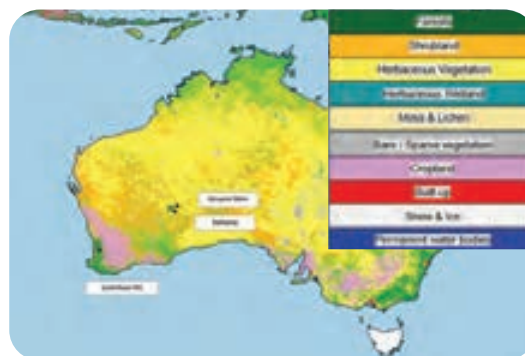 Forests
Shrubland
Herbaceous Vegetation
Herbaceous Wetland
Moss & Lichen
Bare / Sparse vegetation
Cropland
Built up
Snow & Ice
Permanent water bodies